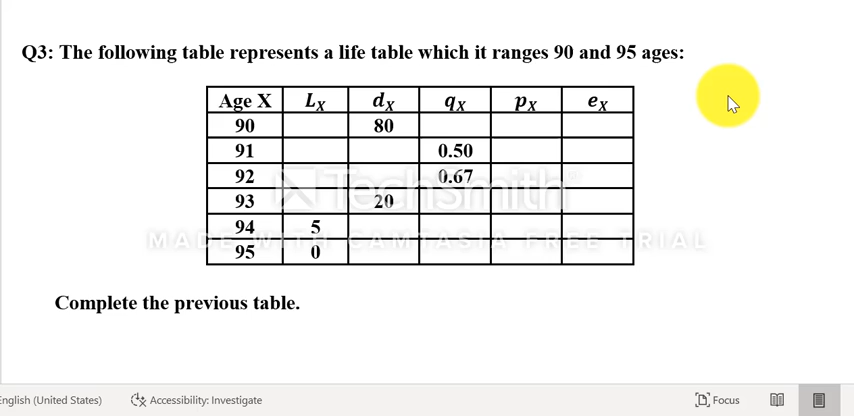 Q3: The following table represents a life table which it ranges 90 and 95 ages:
Age X Lx dx qx px ex
90 80
91 0.50
92 0.67
93 20
94 5
95 0
TechSmith
MADE WITH CAMTASIA FREE TRIAL
Complete the previous table.
English (United States) Accessibility: Investigate Focus